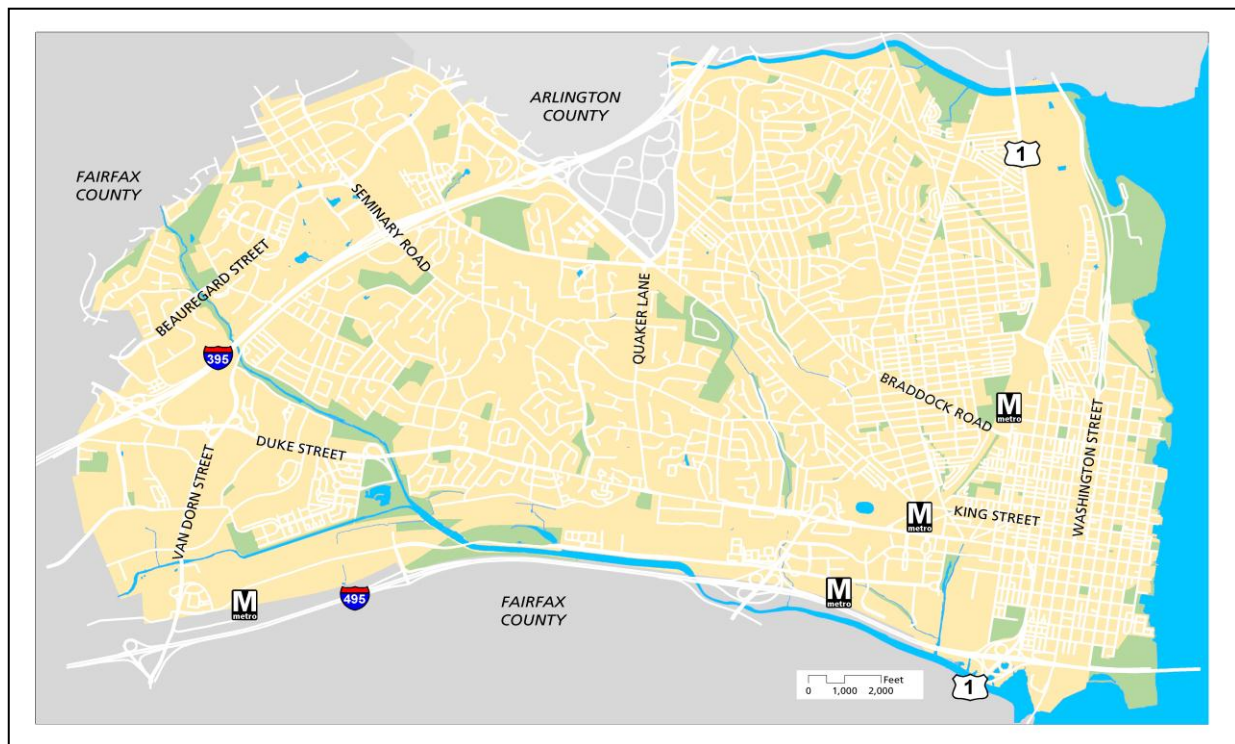 ARLINGTON
COUNTY
1
FAIRFAX
COUNTY
SEMINARY ROAD
BEAUREGARD STREET
QUAKER LANE
395
BRADDOCK ROAD
M
metro
WASHINGTON STREET
DUKE STREET
VAN DORN STREET
M
metro
KING STREET
M
metro
M
metro
495
FAIRFAX
COUNTY
1
Feet
0 1,000 2,000